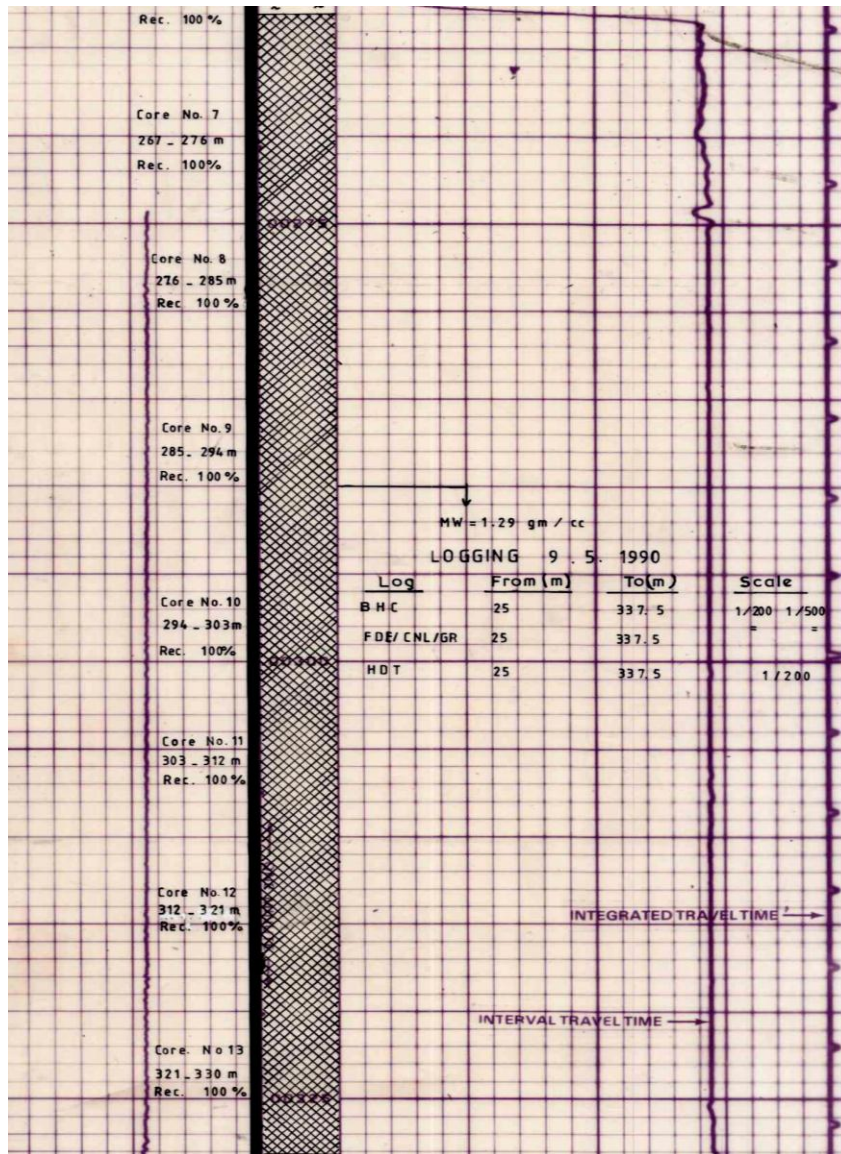 Rec. 100 %
Core No. 7
267 _ 276 m
Rec. 100%
00275
Core No. 8
276 _ 285 m
Rec. 100 %
Core No. 9
285 _ 294 m
Rec. 100 %
MW = 1.29 gm / cc
LOGGING 9 . 5. 1990
Log From (m) To (m) Scale
BHC 25 337. 5 1/200 1/500
FDE/ CNL /GR 25 337.5 = =
HDT 25 337.5 1/200
Core No. 10
294 _ 303m
Rec. 100%
00300
Core No. 11
303 _ 312 m
Rec. 100 %
Core No. 12
312 _ 321 m
Rec. 100%
INTEGRATED TRAVEL TIME
INTERVAL TRAVEL TIME
Core. No 13
321 _ 330 m
Rec. 100 %
00325